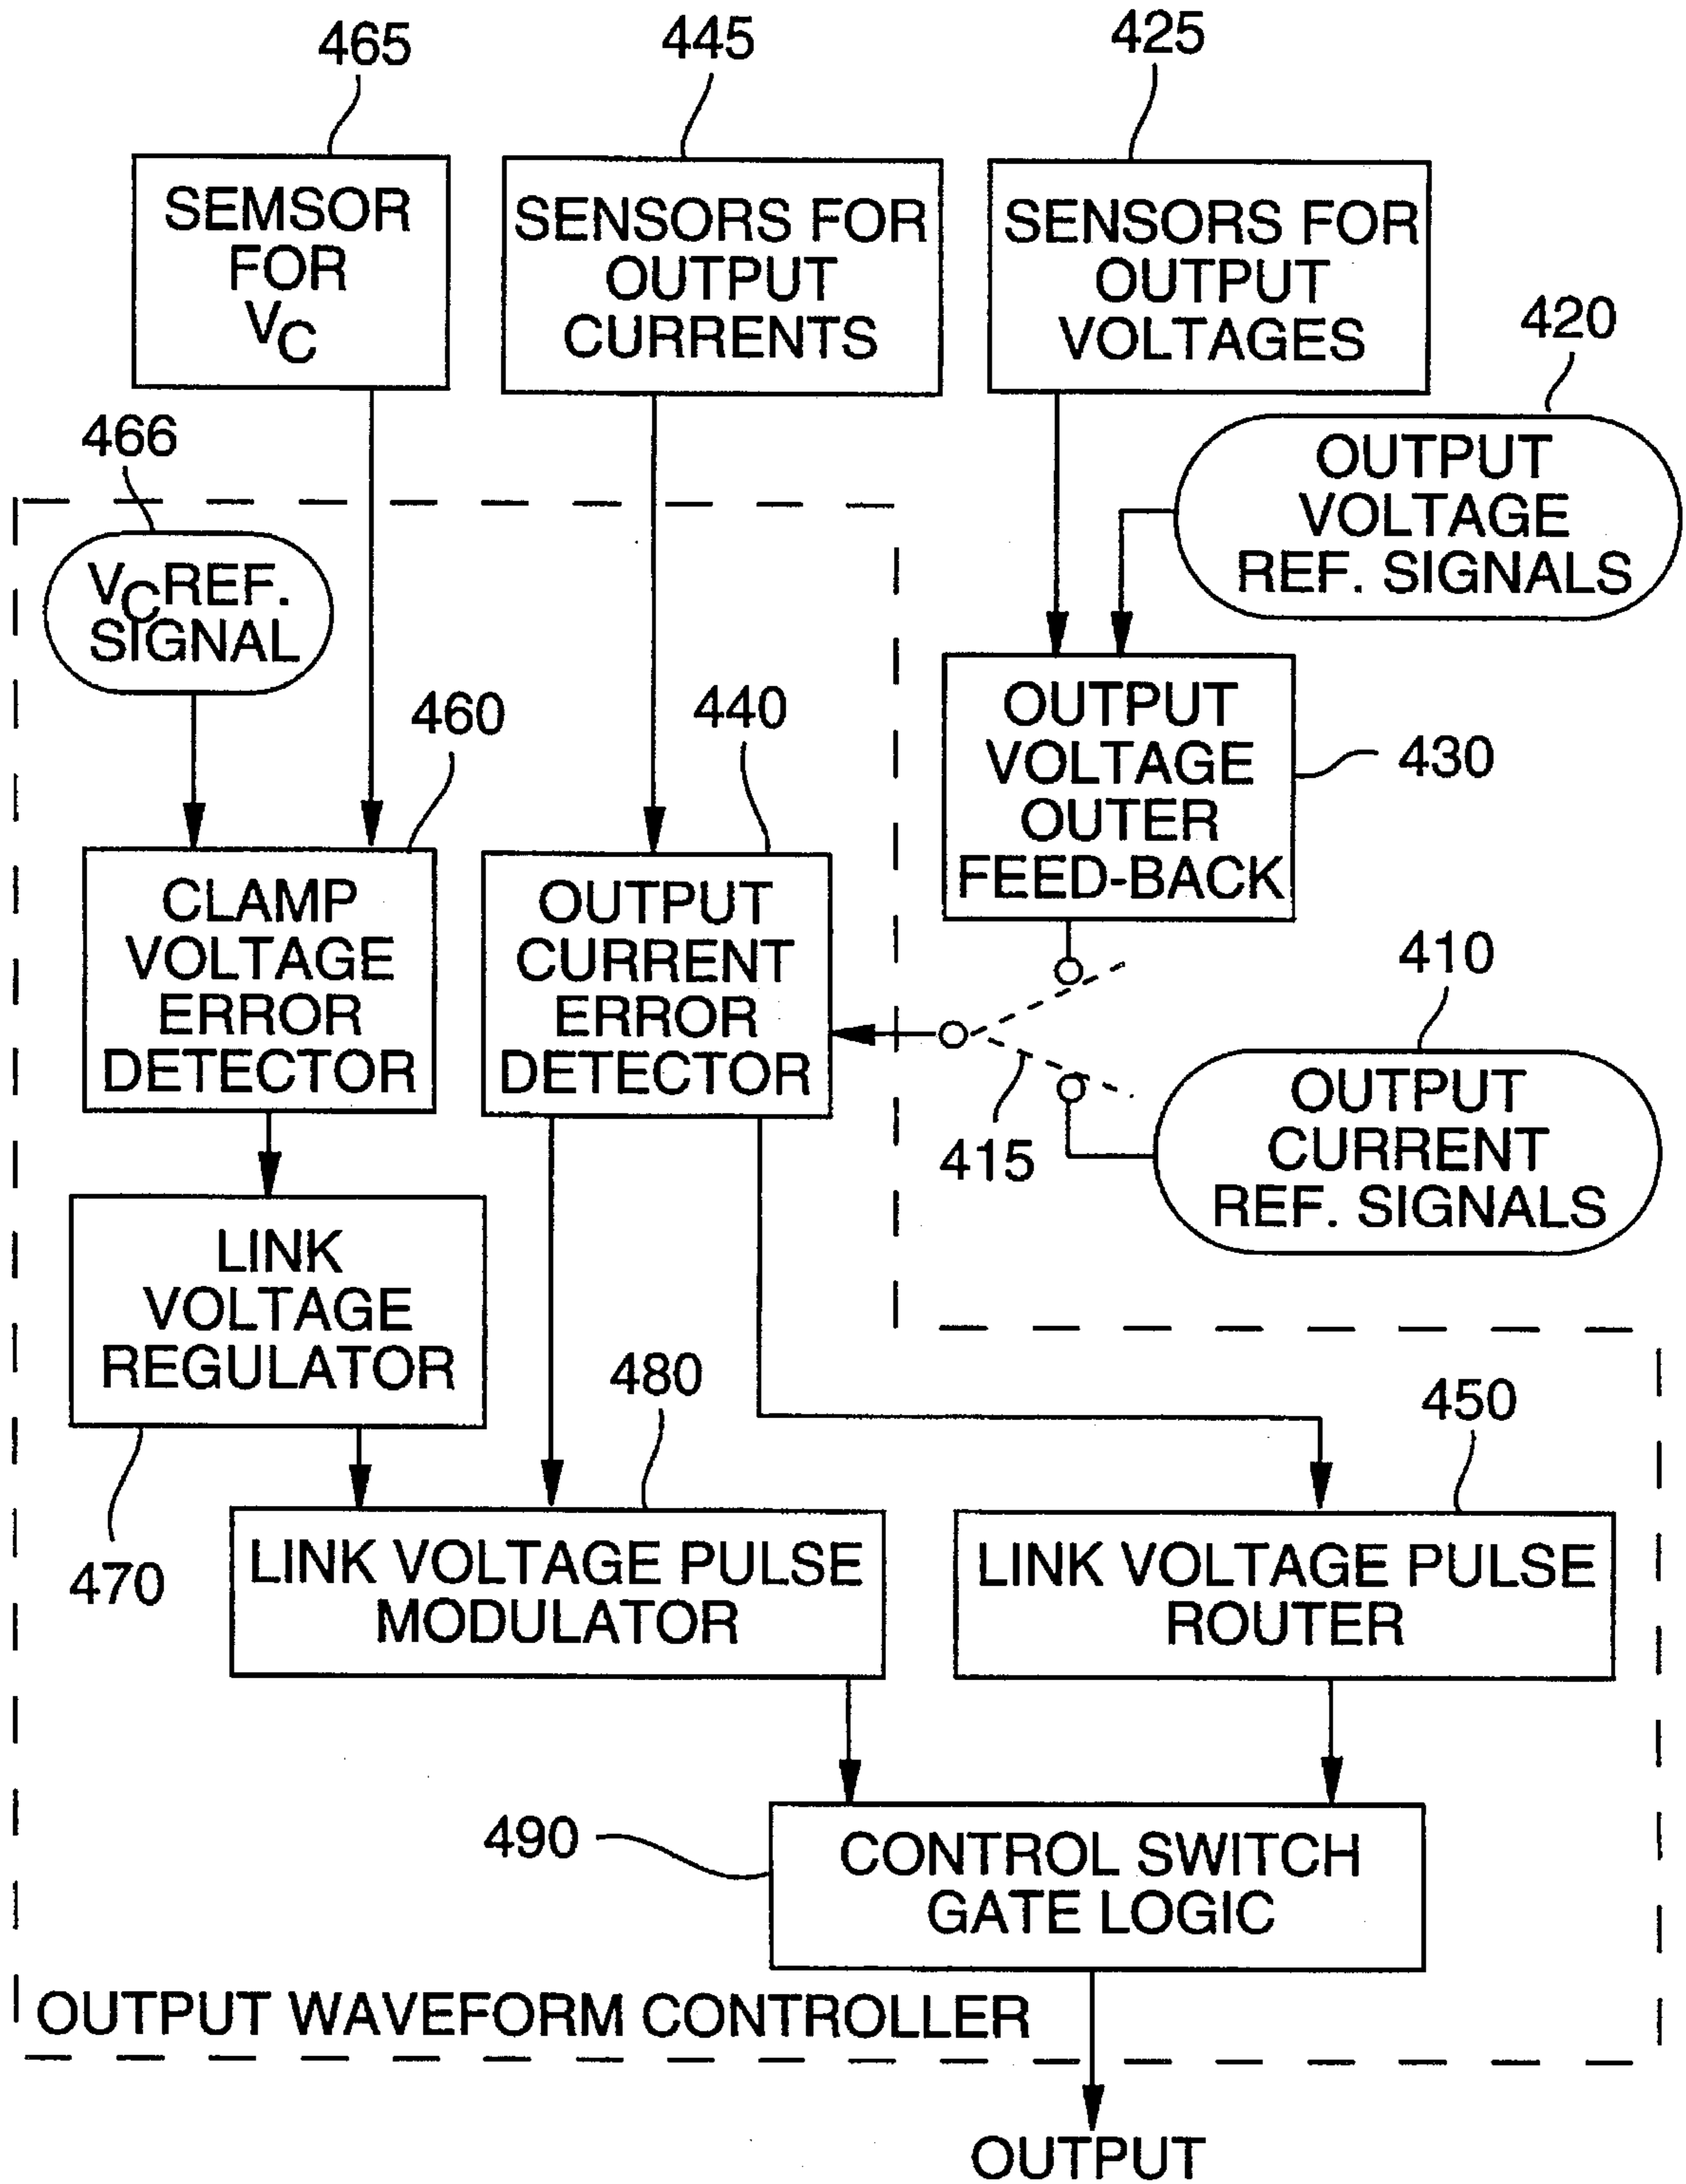 465
445
425
SEMSOR
FOR
VC
SENSORS FOR
OUTPUT
CURRENTS
SENSORS FOR
OUTPUT
VOLTAGES
420
OUTPUT
VOLTAGE
REF. SIGNALS
466
VC REF.
SIGNAL
460
440
OUTPUT
VOLTAGE
OUTER
FEED-BACK
430
CLAMP
VOLTAGE
ERROR
DETECTOR
OUTPUT
CURRENT
ERROR
DETECTOR
410
415
OUTPUT
CURRENT
REF. SIGNALS
LINK
VOLTAGE
REGULATOR
470
480
450
LINK VOLTAGE PULSE
MODULATOR
LINK VOLTAGE PULSE
ROUTER
490
CONTROL SWITCH
GATE LOGIC
OUTPUT WAVEFORM CONTROLLER
OUTPUT